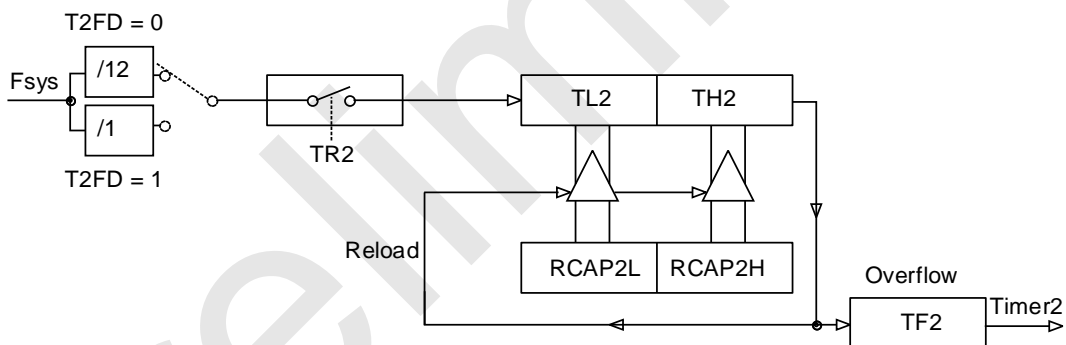 T2FD = 0
Fsys
/12
/1
T2FD = 1
TR2
TL2
TH2
Reload
RCAP2L
RCAP2H
Overflow
TF2
Timer2